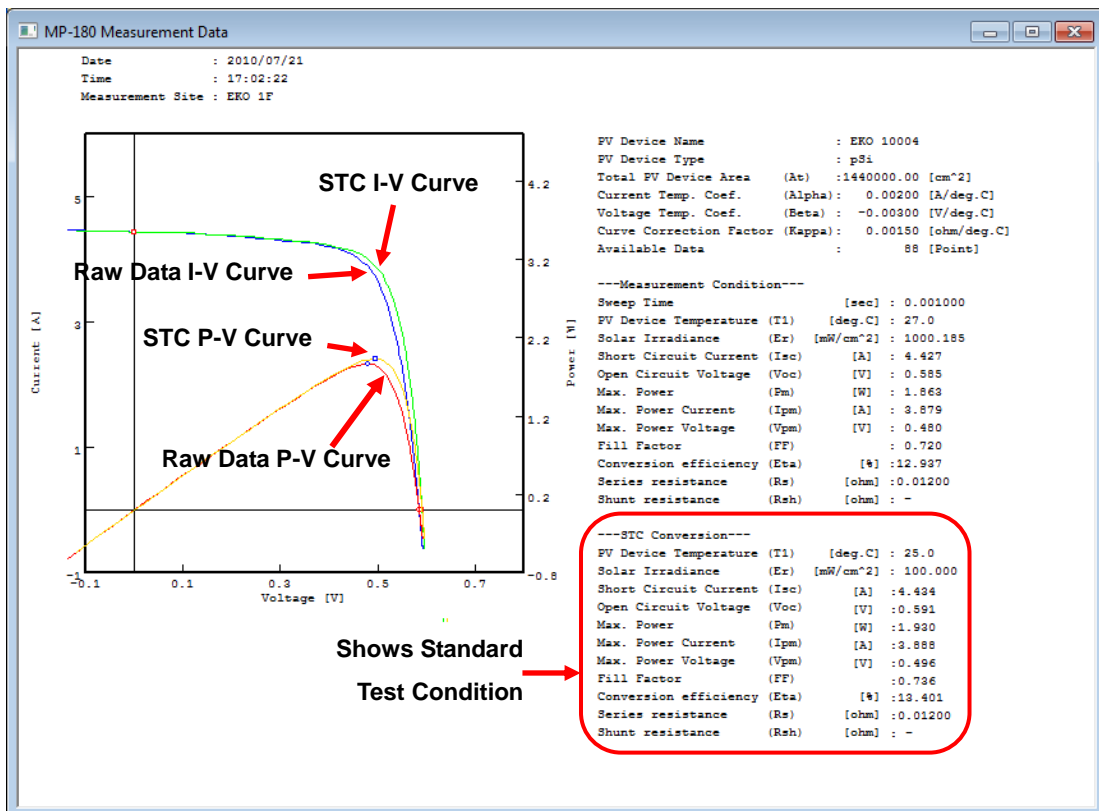 MP-180 Measurement Data
Date : 2010/07/21
Time : 17:02:22
Measurement Site : EKO 1F
STC I-V Curve
Raw Data I-V Curve
STC P-V Curve
Raw Data P-V Curve
Current [A]
5
3
1
-1
-0.1
0.1
0.3
0.5
0.7
Voltage [V]
4.2
3.2
2.2
1.2
0.2
-0.8
Power [W]
PV Device Name : EKO 10004
PV Device Type : pSi
Total PV Device Area (At) :1440000.00 [cm^2]
Current Temp. Coef. (Alpha): 0.00200 [A/deg.C]
Voltage Temp. Coef. (Beta) : -0.00300 [V/deg.C]
Curve Correction Factor (Kappa): 0.00150 [ohm/deg.C]
Available Data : 88 [Point]
---Measurement Condition---
Sweep Time [sec] : 0.001000
PV Device Temperature (T1) [deg.C] : 27.0
Solar Irradiance (Er) [mW/cm^2] : 1000.185
Short Circuit Current (Isc) [A] : 4.427
Open Circuit Voltage (Voc) [V] : 0.585
Max. Power (Pm) [W] : 1.863
Max. Power Current (Ipm) [A] : 3.879
Max. Power Voltage (Vpm) [V] : 0.480
Fill Factor (FF) : 0.720
Conversion efficiency (Eta) [%] :12.937
Series resistance (Rs) [ohm] :0.01200
Shunt resistance (Rsh) [ohm] : -
---STC Conversion---
PV Device Temperature (T1) [deg.C] : 25.0
Solar Irradiance (Er) [mW/cm^2] : 100.000
Short Circuit Current (Isc) [A] :4.434
Open Circuit Voltage (Voc) [V] :0.591
Max. Power (Pm) [W] :1.930
Max. Power Current (Ipm) [A] :3.888
Max. Power Voltage (Vpm) [V] :0.496
Fill Factor (FF) :0.736
Conversion efficiency (Eta) [%] :13.401
Series resistance (Rs) [ohm] :0.01200
Shunt resistance (Rsh) [ohm] : -
Shows Standard
Test Condition